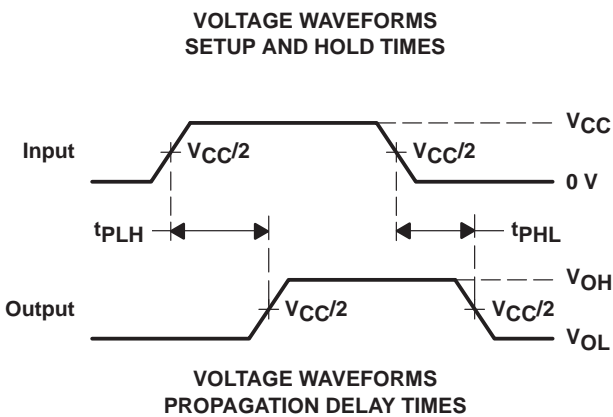 VOLTAGE WAVEFORMS
SETUP AND HOLD TIMES
VCC
Input
VCC/2
VCC/2
0 V
tPLH
tPHL
VOH
Output
VCC/2
VCC/2
VOL
VOLTAGE WAVEFORMS
PROPAGATION DELAY TIMES